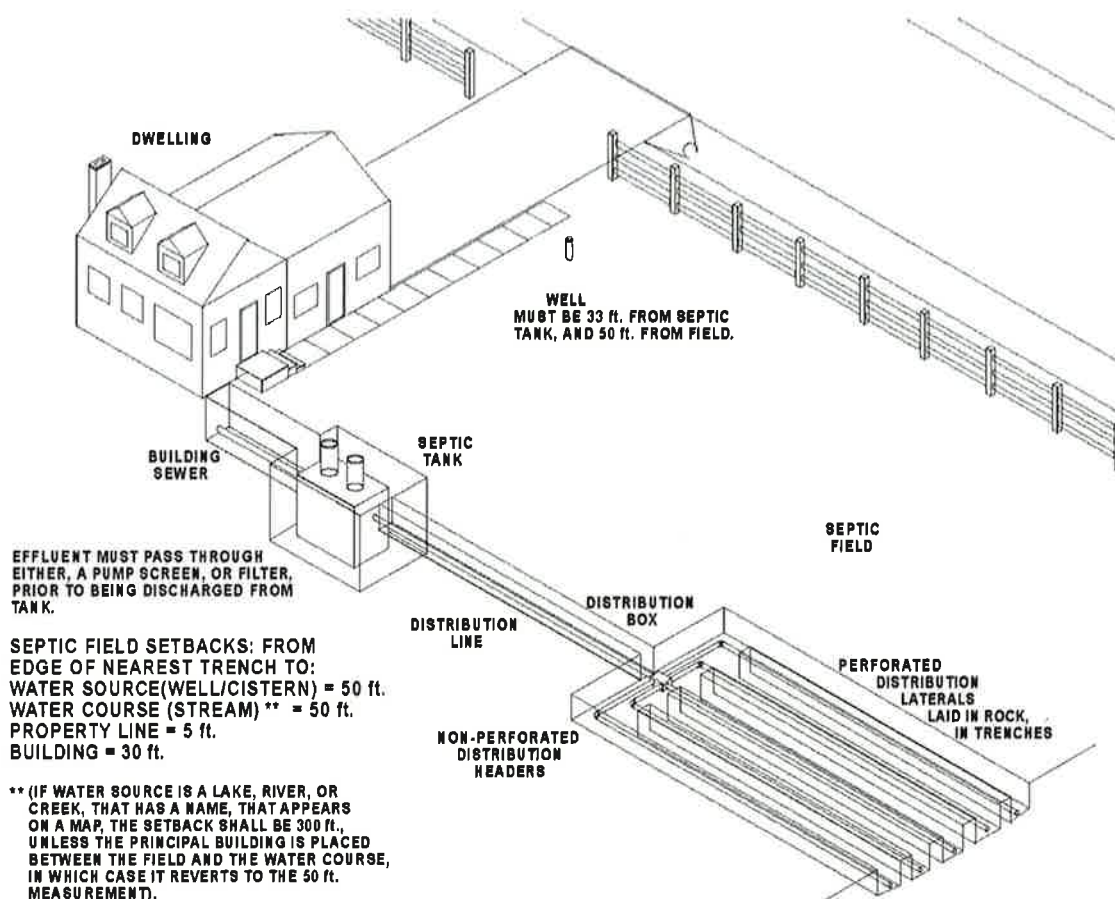 DWELLING
WELL
MUST BE 33 ft. FROM SEPTIC
TANK, AND 50 ft. FROM FIELD.
BUILDING
SEWER
SEPTIC
TANK
SEPTIC
FIELD
EFFLUENT MUST PASS THROUGH
EITHER, A PUMP SCREEN, OR FILTER,
PRIOR TO BEING DISCHARGED FROM
TANK.
DISTRIBUTION
LINE
DISTRIBUTION
BOX
SEPTIC FIELD SETBACKS: FROM
EDGE OF NEAREST TRENCH TO:
WATER SOURCE(WELL/CISTERN) = 50 ft.
WATER COURSE (STREAM) ** = 50 ft.
PROPERTY LINE = 5 ft.
BUILDING = 30 ft.
PERFORATED
DISTRIBUTION
LATERALS
LAID IN ROCK,
IN TRENCHES
NON-PERFORATED
DISTRIBUTION
HEADERS
** (IF WATER SOURCE IS A LAKE, RIVER, OR
CREEK, THAT HAS A NAME, THAT APPEARS
ON A MAP, THE SETBACK SHALL BE 300 ft.,
UNLESS THE PRINCIPAL BUILDING IS PLACED
BETWEEN THE FIELD AND THE WATER COURSE,
IN WHICH CASE IT REVERTS TO THE 50 ft.
MEASUREMENT).